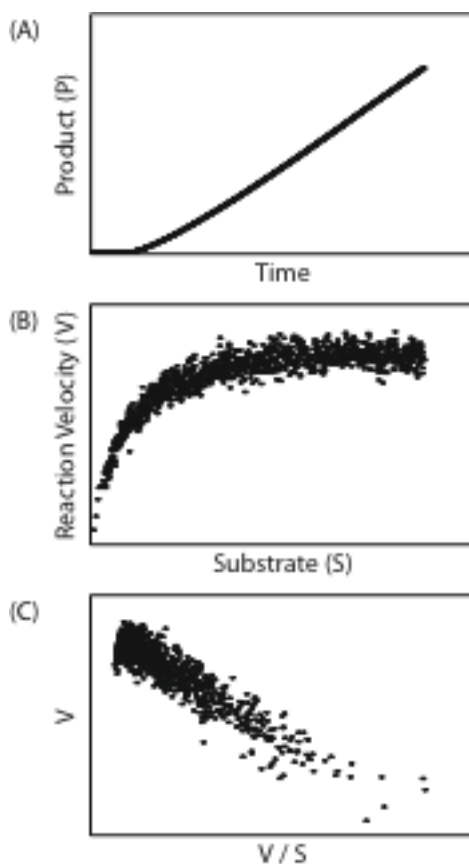 (A)
Product (P)
Time
(B)
Reaction Velocity (V)
Substrate (S)
(C)
V
V / S